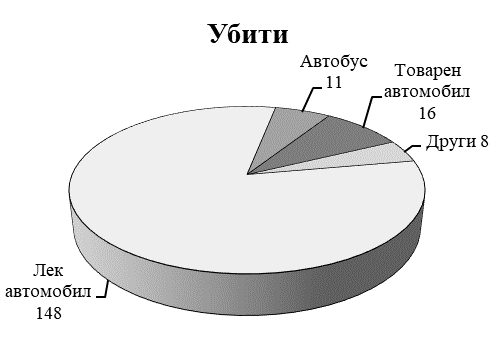 Убити
Автобус
11
Товарен
автомобил
16
Други 8
Лек
автомобил
148